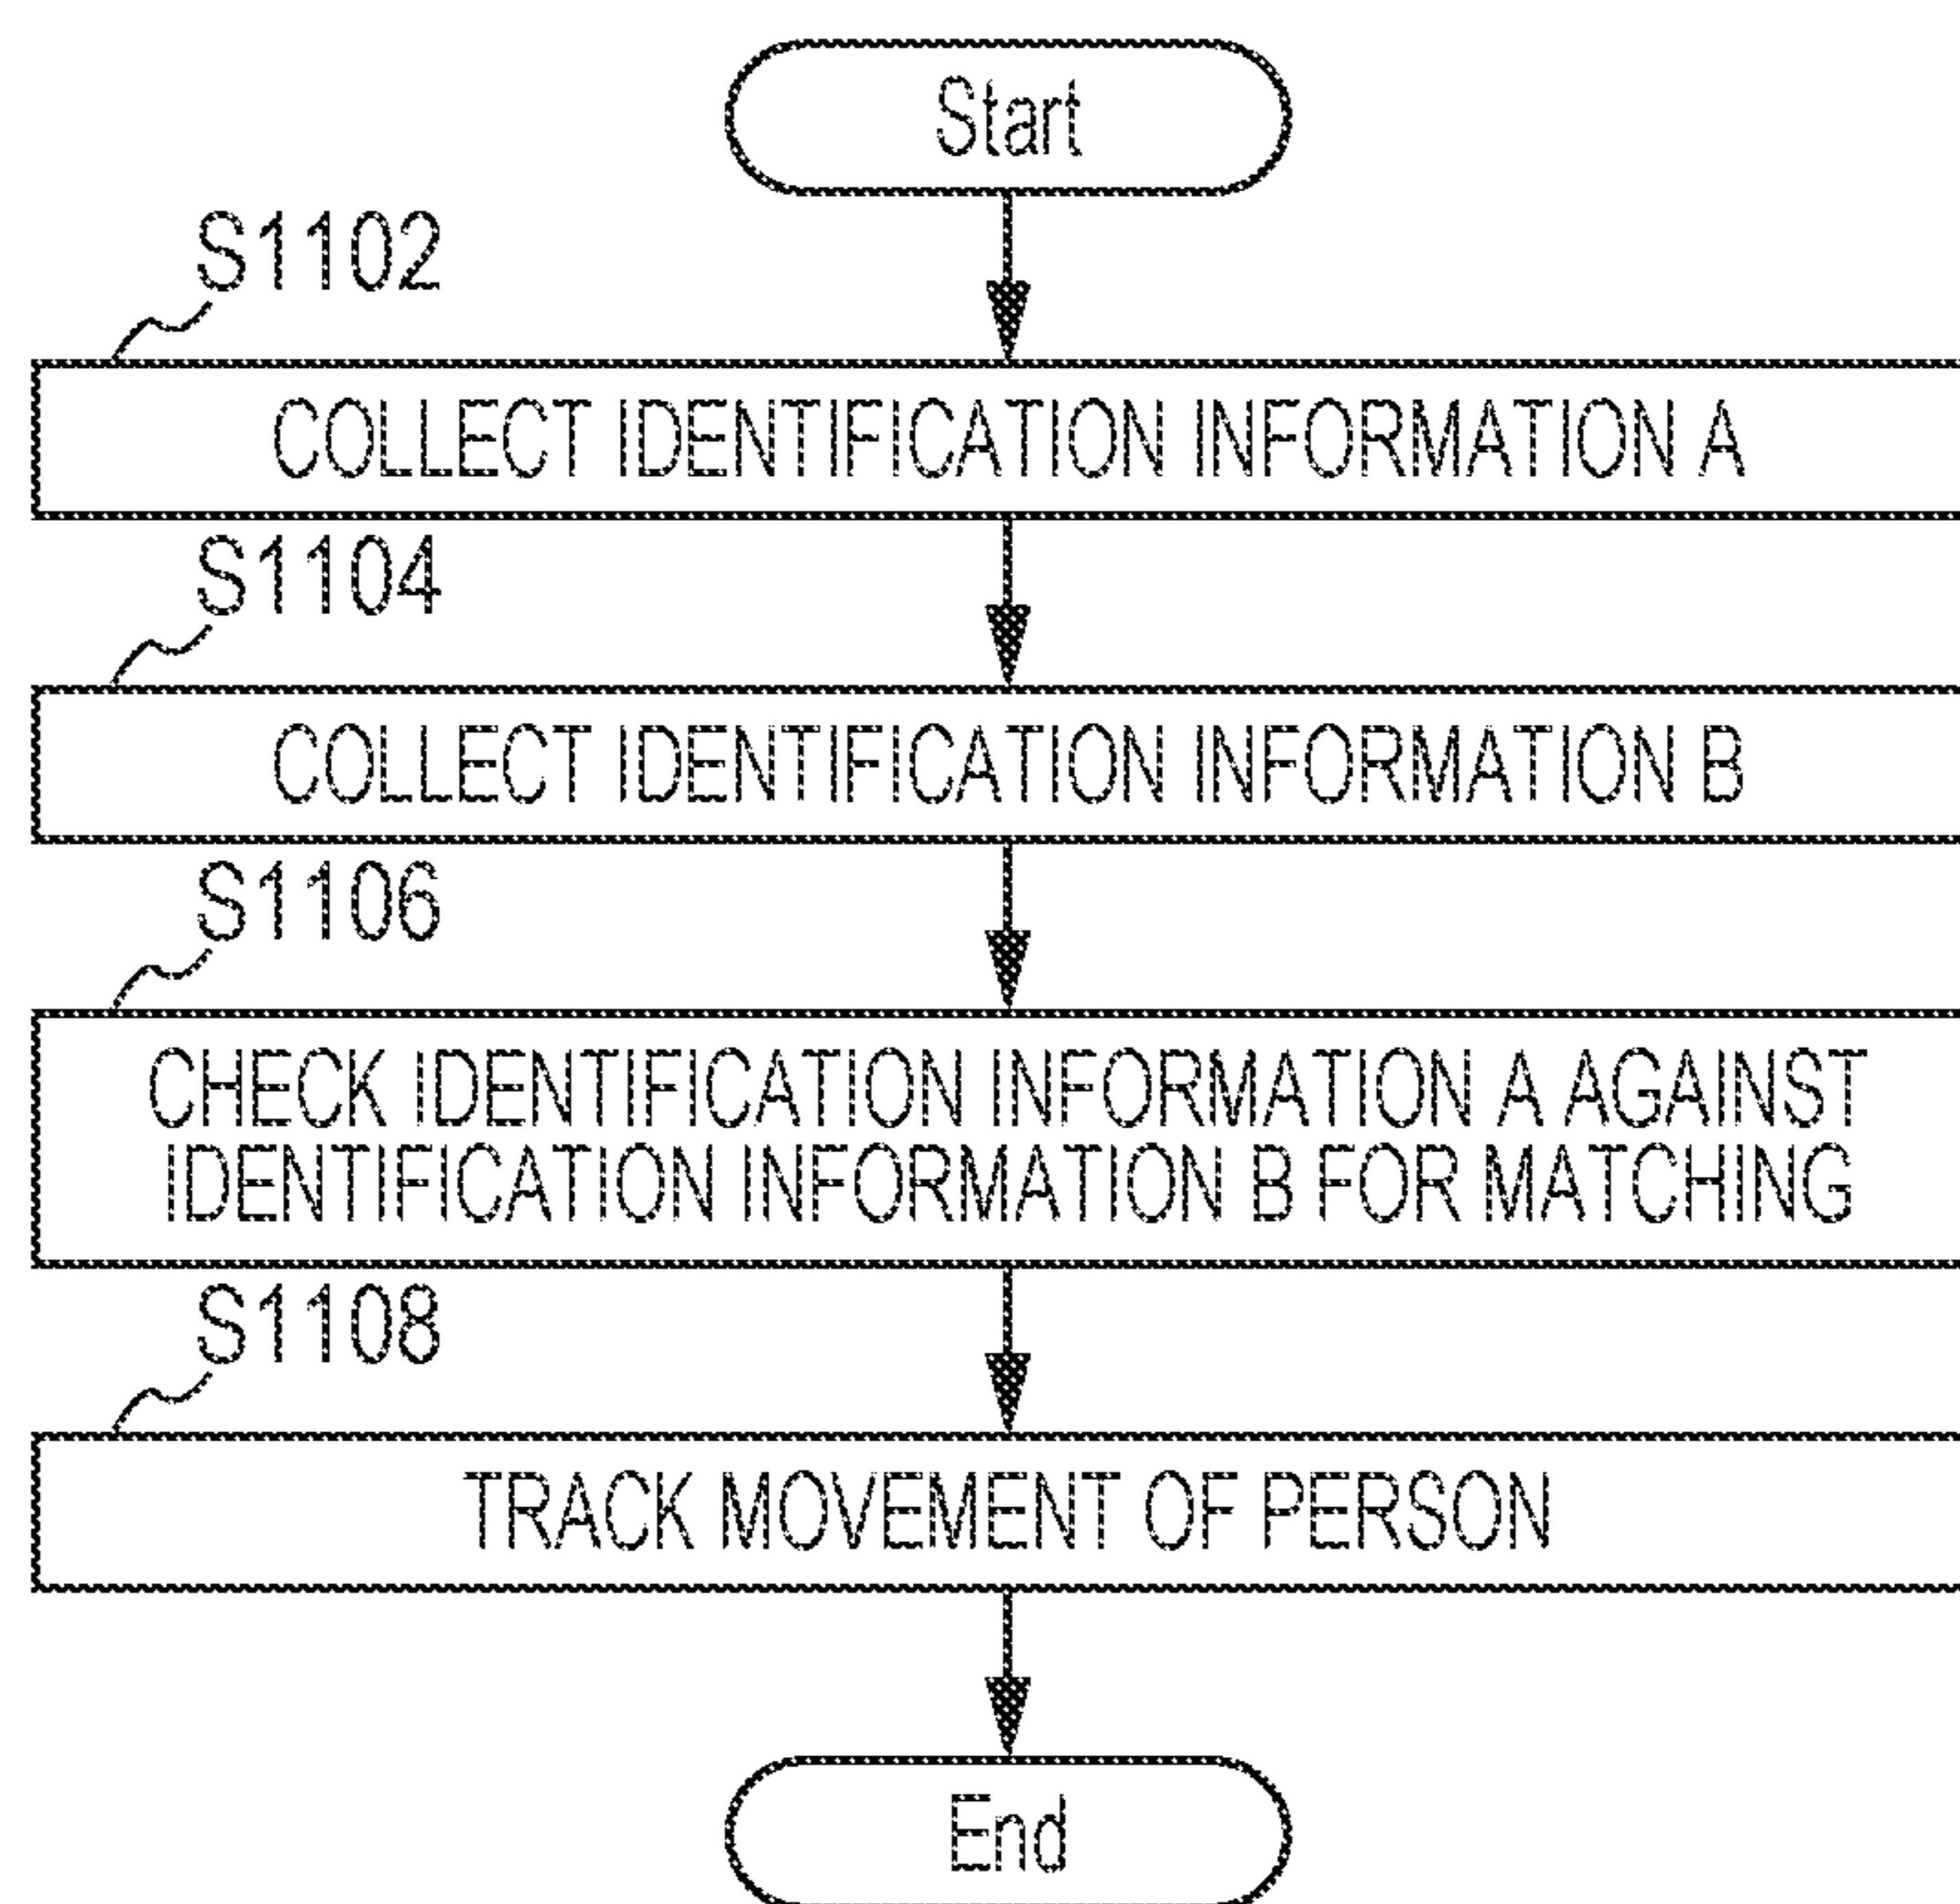 Start
S1102
COLLECT IDENTIFICATION INFORMATION A
S1104
COLLECT IDENTIFICATION INFORMATION B
S1106
CHECK IDENTIFICATION INFORMATION A AGAINST
IDENTIFICATION INFORMATION B FOR MATCHING
S1108
TRACK MOVEMENT OF PERSON
End